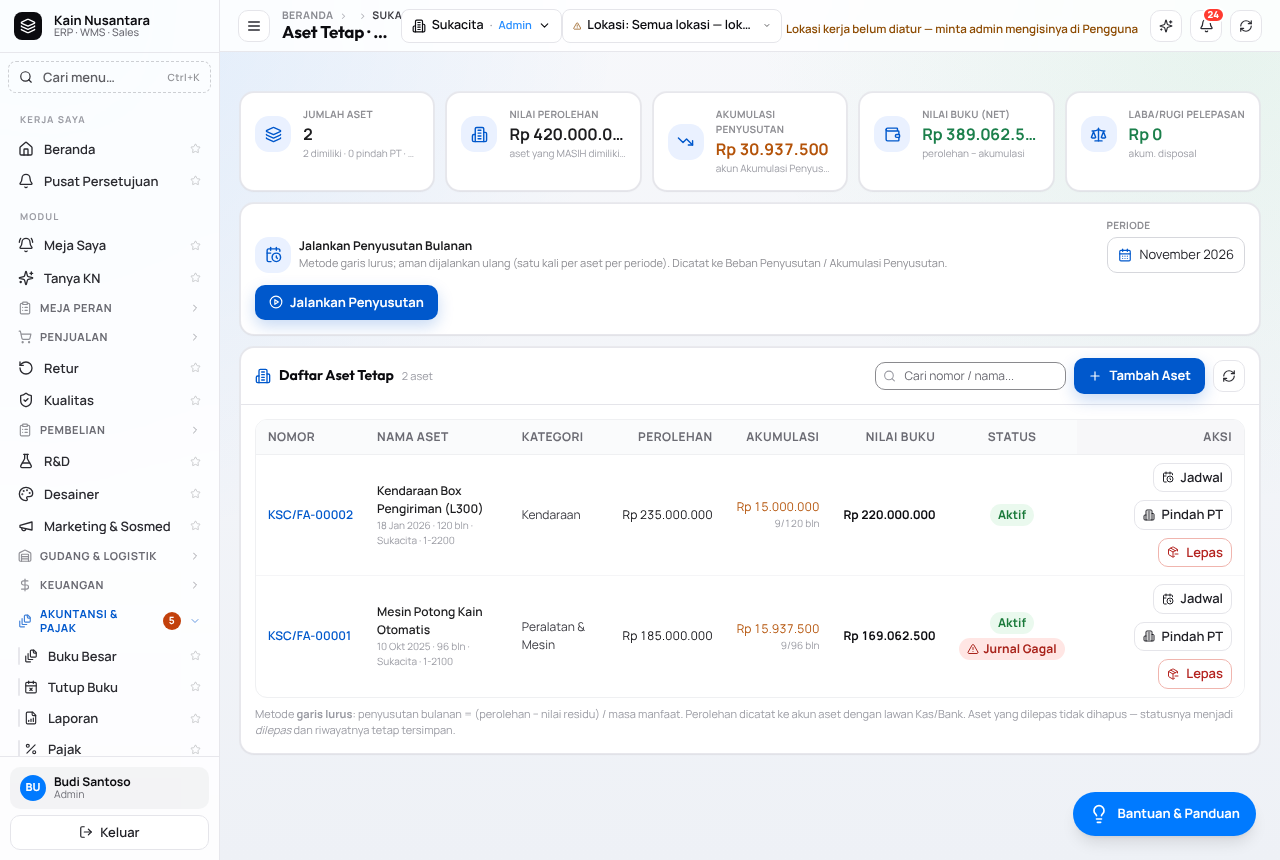 Kain Nusantara
ERP · WMS · Sales
Cari menu... Ctrl+K
KERJA SAYA
Beranda
Pusat Persetujuan
MODUL
Meja Saya
Tanya KN
MEJA PERAN
PENJUALAN
Retur
Kualitas
PEMBELIAN
R&D
Desainer
Marketing & Sosmed
GUDANG & LOGISTIK
KEUANGAN
AKUNTANSI & PAJAK 5
Buku Besar
Tutup Buku
Laporan
Pajak
BU Budi Santoso
Admin
Keluar
BERANDA > > SUKA
Aset Tetap · ...
Sukacita · Admin
Lokasi: Semua lokasi — lok...
Lokasi kerja belum diatur — minta admin mengisinya di Pengguna
24
JUMLAH ASET
2
2 dimiliki · 0 pindah PT · ...
NILAI PEROLEHAN
Rp 420.000.0...
aset yang MASIH dimiliki...
AKUMULASI PENYUSUTAN
Rp 30.937.500
akun Akumulasi Penyus...
NILAI BUKU (NET)
Rp 389.062.5...
perolehan − akumulasi
LABA/RUGI PELEPASAN
Rp 0
akum. disposal
Jalankan Penyusutan Bulanan
Metode garis lurus; aman dijalankan ulang (satu kali per aset per periode). Dicatat ke Beban Penyusutan / Akumulasi Penyusutan.
PERIODE
November 2026
Jalankan Penyusutan
Daftar Aset Tetap 2 aset
Cari nomor / nama...
Tambah Aset
NOMOR NAMA ASET KATEGORI PEROLEHAN AKUMULASI NILAI BUKU STATUS AKSI
KSC/FA-00002
Kendaraan Box Pengiriman (L300)
18 Jan 2026 · 120 bln · Sukacita · 1-2200
Kendaraan
Rp 235.000.000
Rp 15.000.000
9/120 bln
Rp 220.000.000
Aktif
Jadwal
Pindah PT
Lepas
KSC/FA-00001
Mesin Potong Kain Otomatis
10 Okt 2025 · 96 bln · Sukacita · 1-2100
Peralatan & Mesin
Rp 185.000.000
Rp 15.937.500
9/96 bln
Rp 169.062.500
Aktif
Jurnal Gagal
Jadwal
Pindah PT
Lepas
Metode garis lurus: penyusutan bulanan = (perolehan − nilai residu) / masa manfaat. Perolehan dicatat ke akun aset dengan lawan Kas/Bank. Aset yang dilepas tidak dihapus — statusnya menjadi
dilepas dan riwayatnya tetap tersimpan.
Bantuan & Panduan